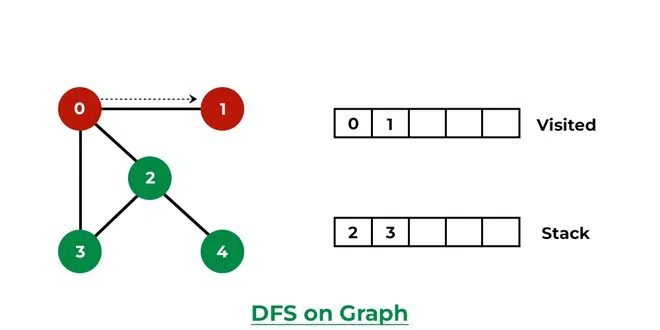 0 1
0 1 Visited
2
2 3 Stack
3 4
DFS on Graph